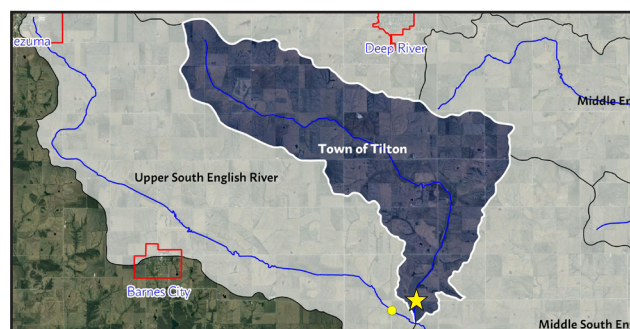 ezuma
Deep River
Middle En
Town of Tilton
Upper South English River
Barnes City
Middle South En